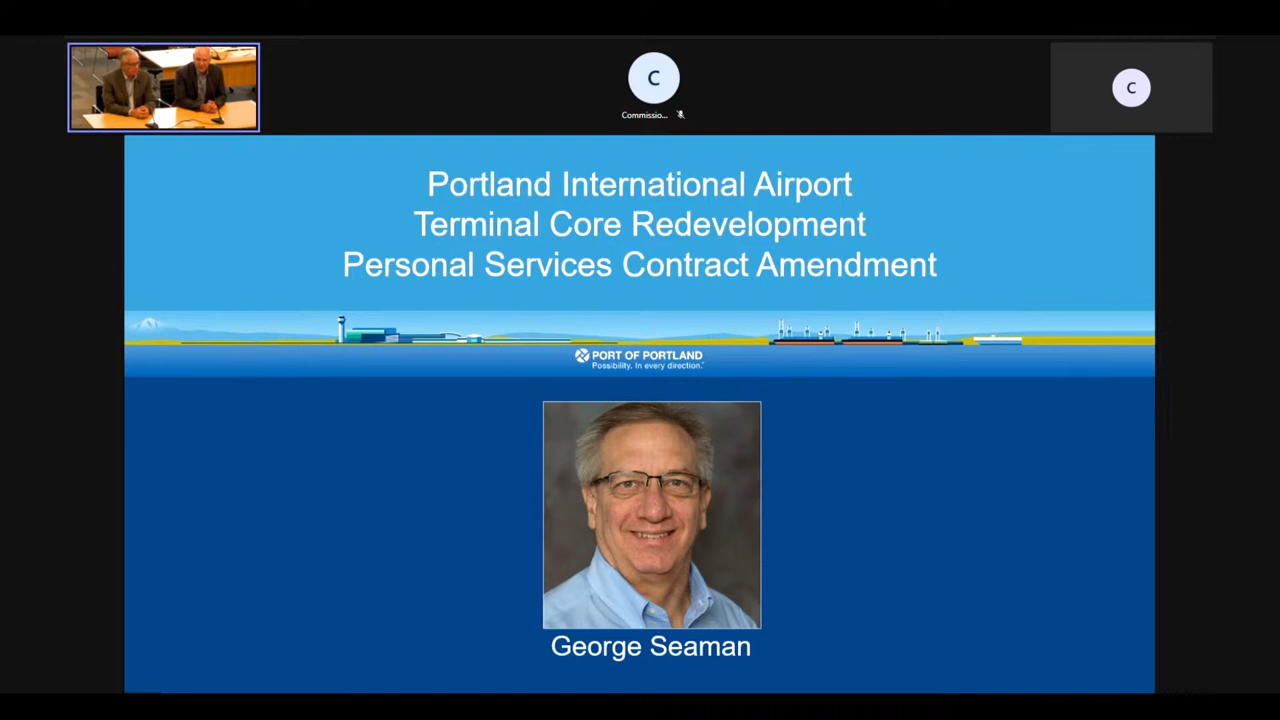 C
Commissio...
C
Portland International Airport
Terminal Core Redevelopment
Personal Services Contract Amendment
PORT OF PORTLAND
Possibility. In every direction.
George Seaman